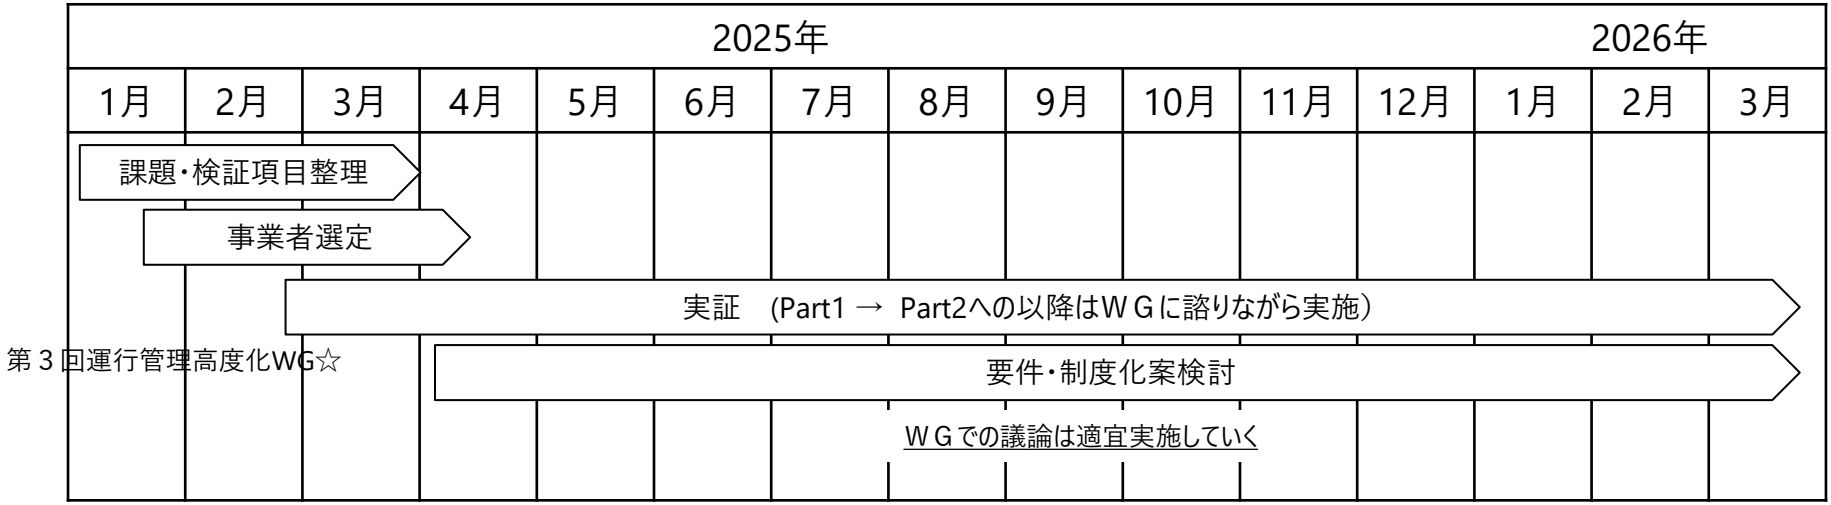 2025年 2026年
1月 2月 3月 4月 5月 6月 7月 8月 9月 10月 11月 12月 1月 2月 3月
課題・検証項目整理
事業者選定
実証 (Part1 → Part2への以降はＷＧに諮りながら実施）
第３回運行管理高度化WG☆
要件・制度化案検討
ＷＧでの議論は適宜実施していく